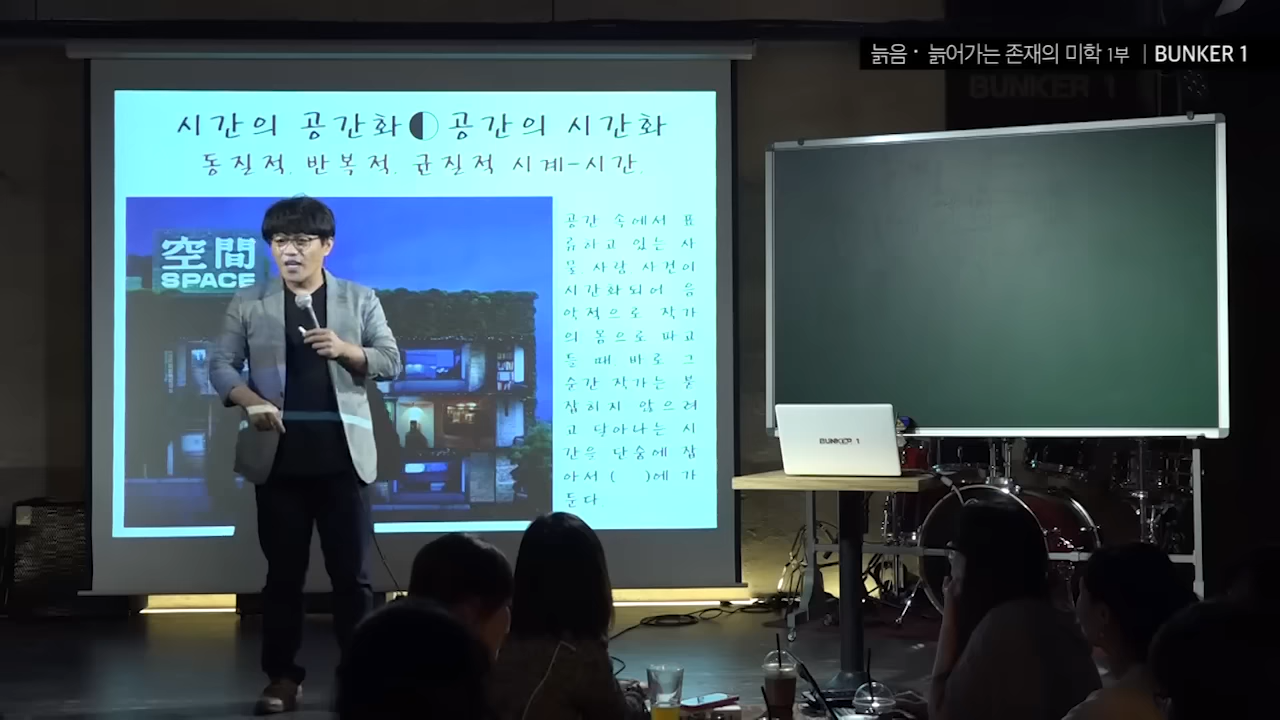 늙음 · 늙어가는 존재의 미학 1부 | BUNKER 1
BUNKER 1
시간의 공간화 공간의 시간화
동질적, 반복적, 균질적 시계-시간.
空間
SPACE
공간 속에서 표
류하고 있는 사
물 사람 사건이
시간화되어 음
악적으로 작가
의 몸으로 파고
들 때 바로 그
순간 작가는 붙
잡히지 않으려
고 달아나는 시
간을 단숨에 잡
아서 ( )에 가
둔다.
BUNKER 1